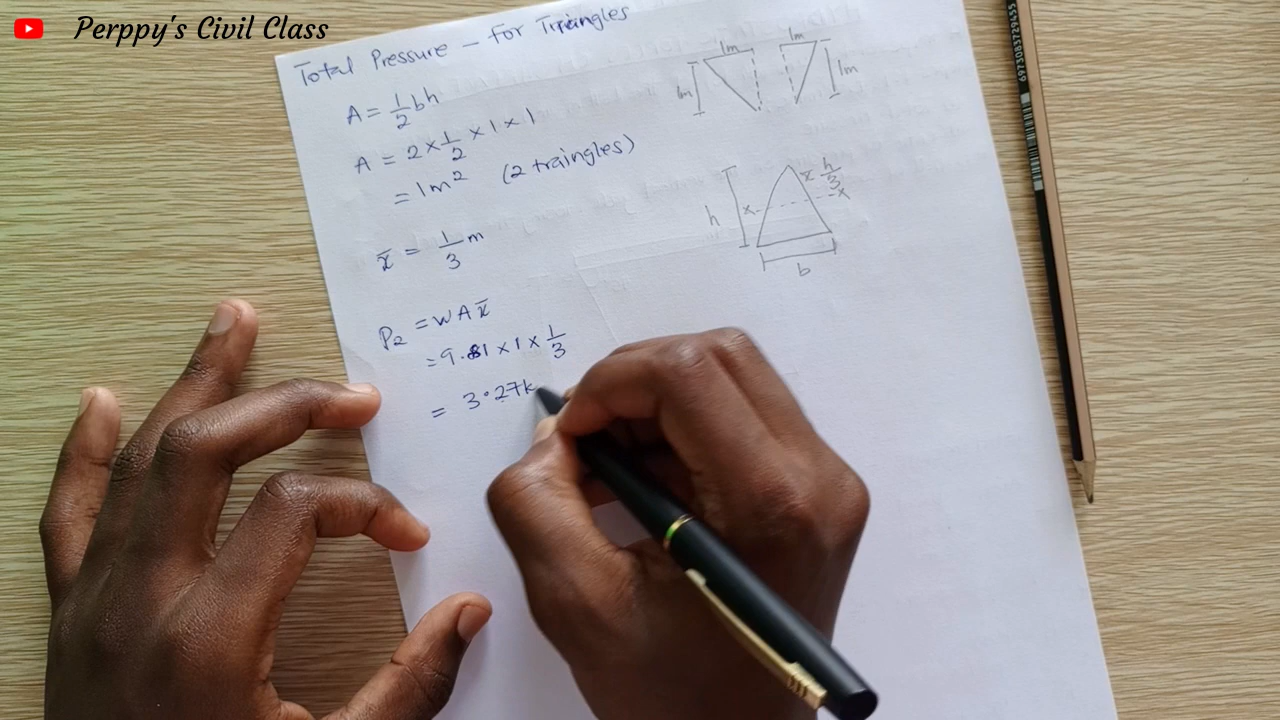 Perppy's Civil Class
Total Pressure - For Triangles
A = 1/2 bh
A = 2 × 1/2 × 1 × 1
= 1m² (2 traingles)
x̄ = 1/3 m
P2 = WAx̄
= 9.81 × 1 × 1/3
= 3.27k
1m
1m
1m
1m
h
x
x̄
h/3
x
b
6973083729455